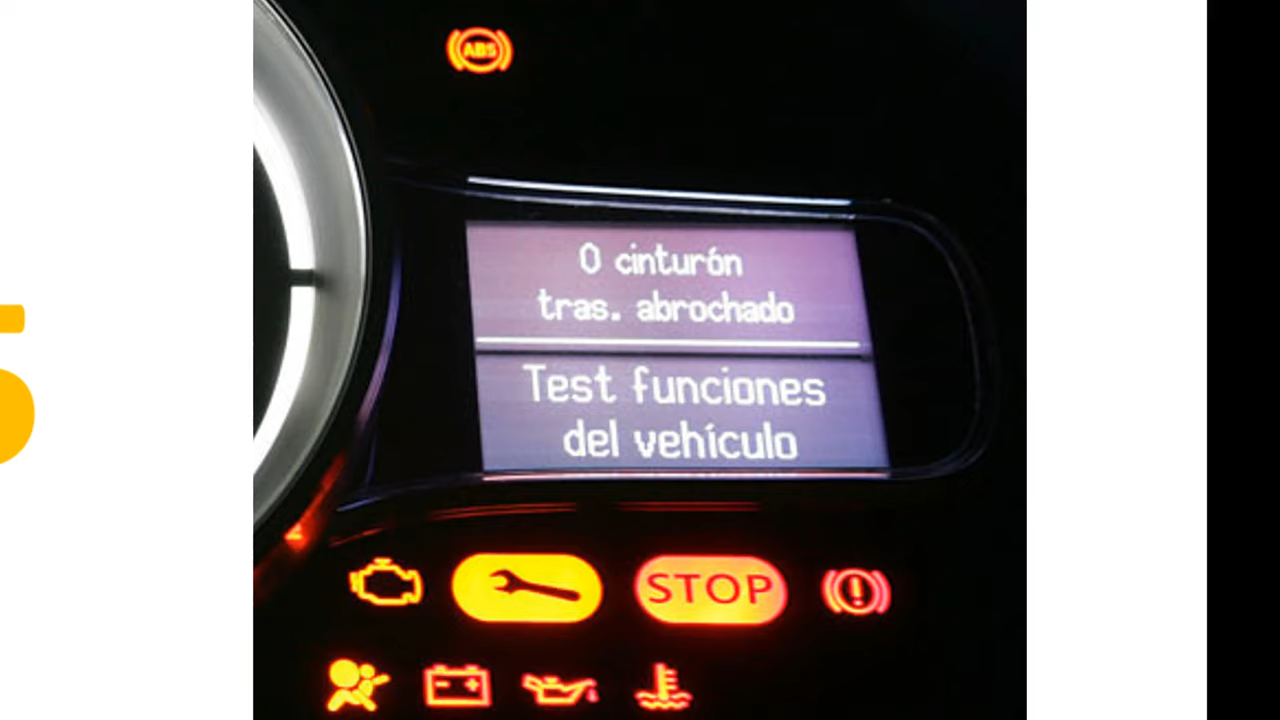 ABS
0 cinturón
tras. abrochado
Test funciones
del vehículo
STOP